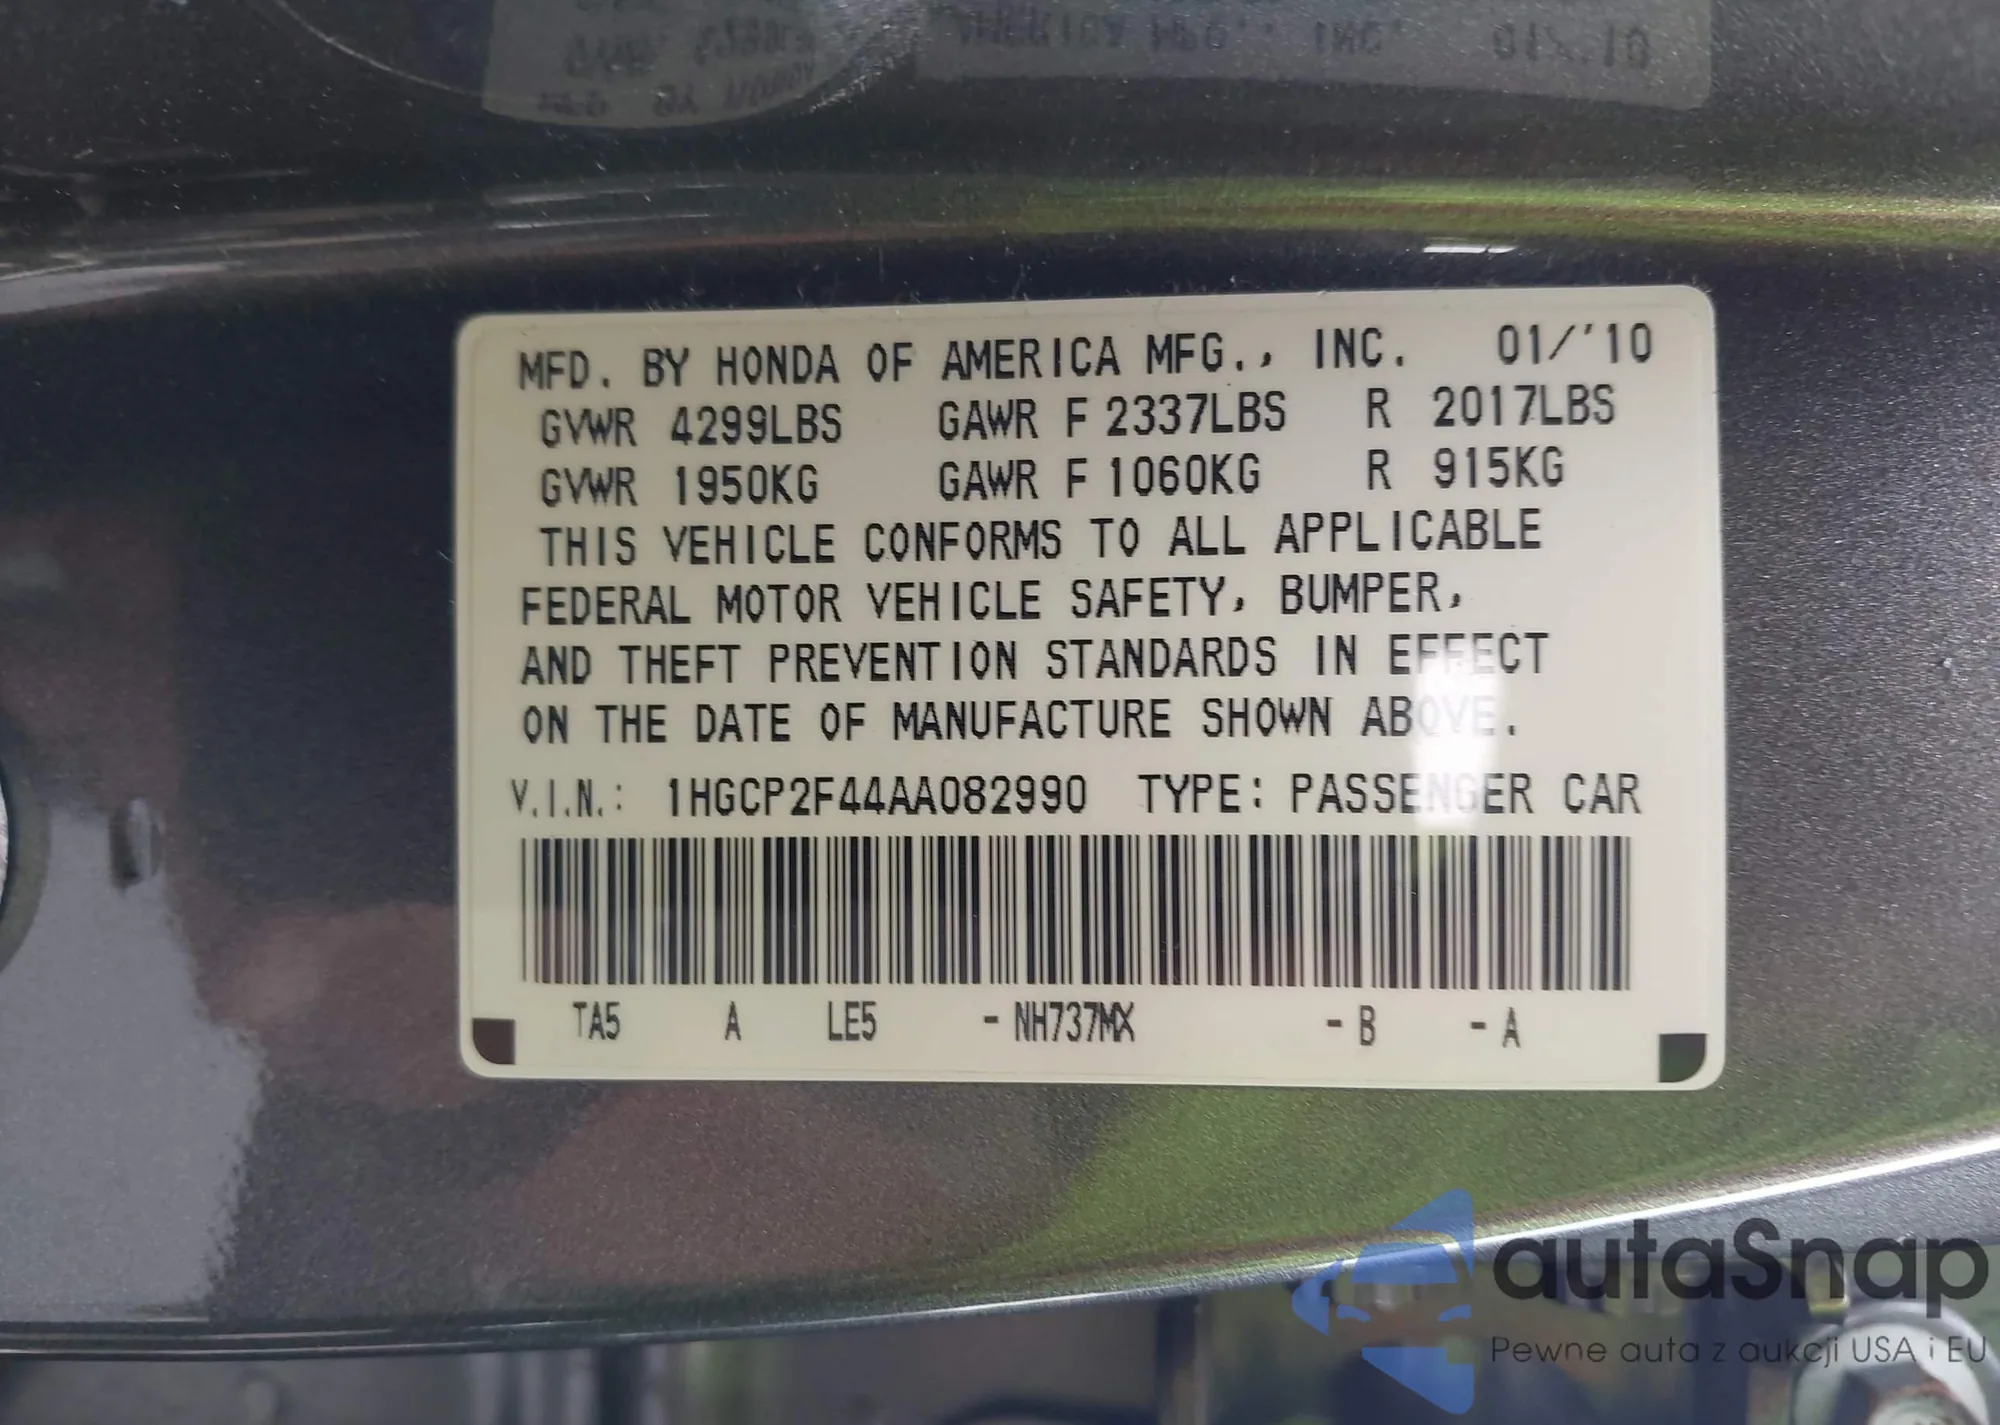 MFD. BY HONDA OF AMERICA MFG., INC. 01/'10
GVWR 4299LBS GAWR F 2337LBS R 2017LBS
GVWR 1950KG GAWR F 1060KG R 915KG
THIS VEHICLE CONFORMS TO ALL APPLICABLE
FEDERAL MOTOR VEHICLE SAFETY, BUMPER,
AND THEFT PREVENTION STANDARDS IN EFFECT
ON THE DATE OF MANUFACTURE SHOWN ABOVE.
V.I.N.: 1HGCP2F44AA082990 TYPE: PASSENGER CAR
TA5 A LE5 -NH737MX -B -A
autaSnap
Pewne auta z aukcji USA i EU